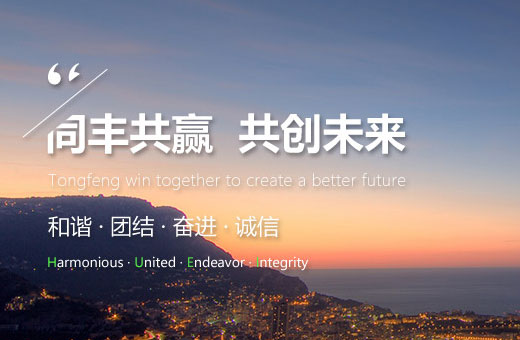 “
同丰共赢 共创未来
Tongfeng win together to create a better future
和谐 · 团结 · 奋进 · 诚信
Harmonious · United · Endeavor · integrity